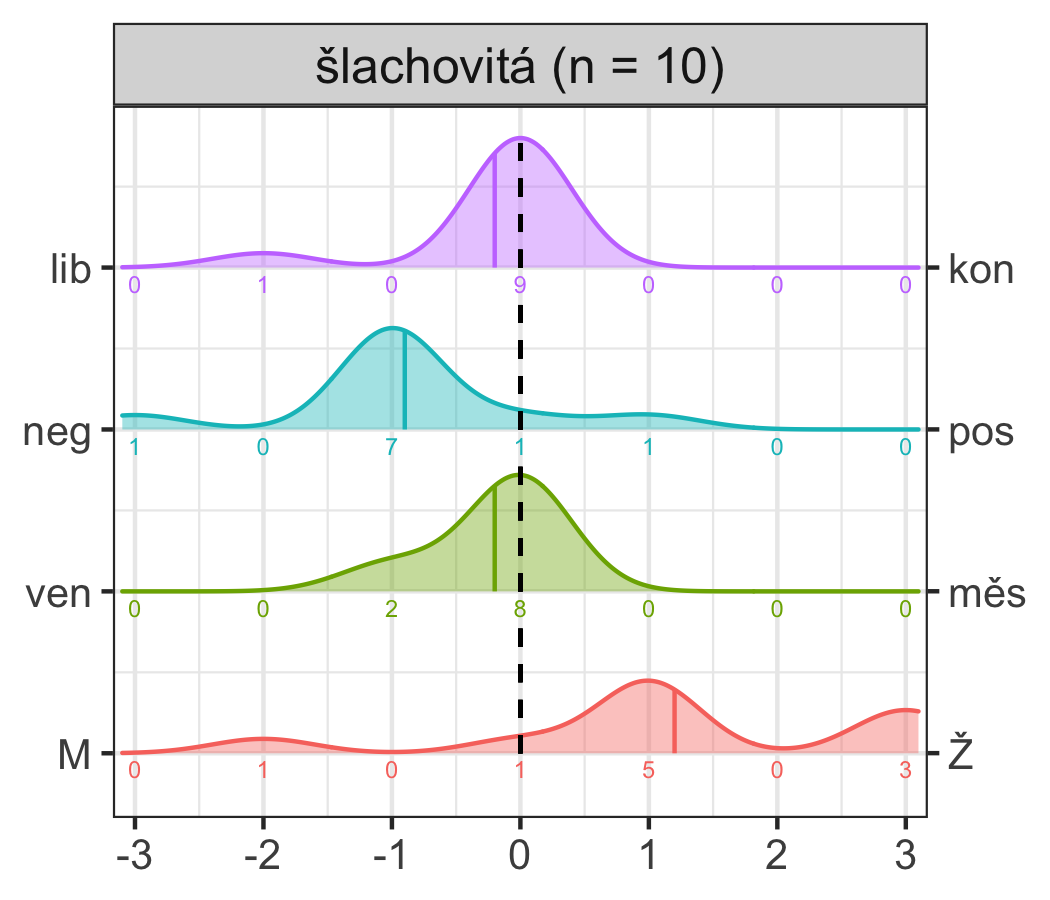 šlachovitá (n = 10)
lib kon
0 1 0 9 0 0 0
neg pos
1 0 7 1 1 0 0
ven měs
0 0 2 8 0 0 0
M Ž
0 1 0 1 5 0 3
-3 -2 -1 0 1 2 3